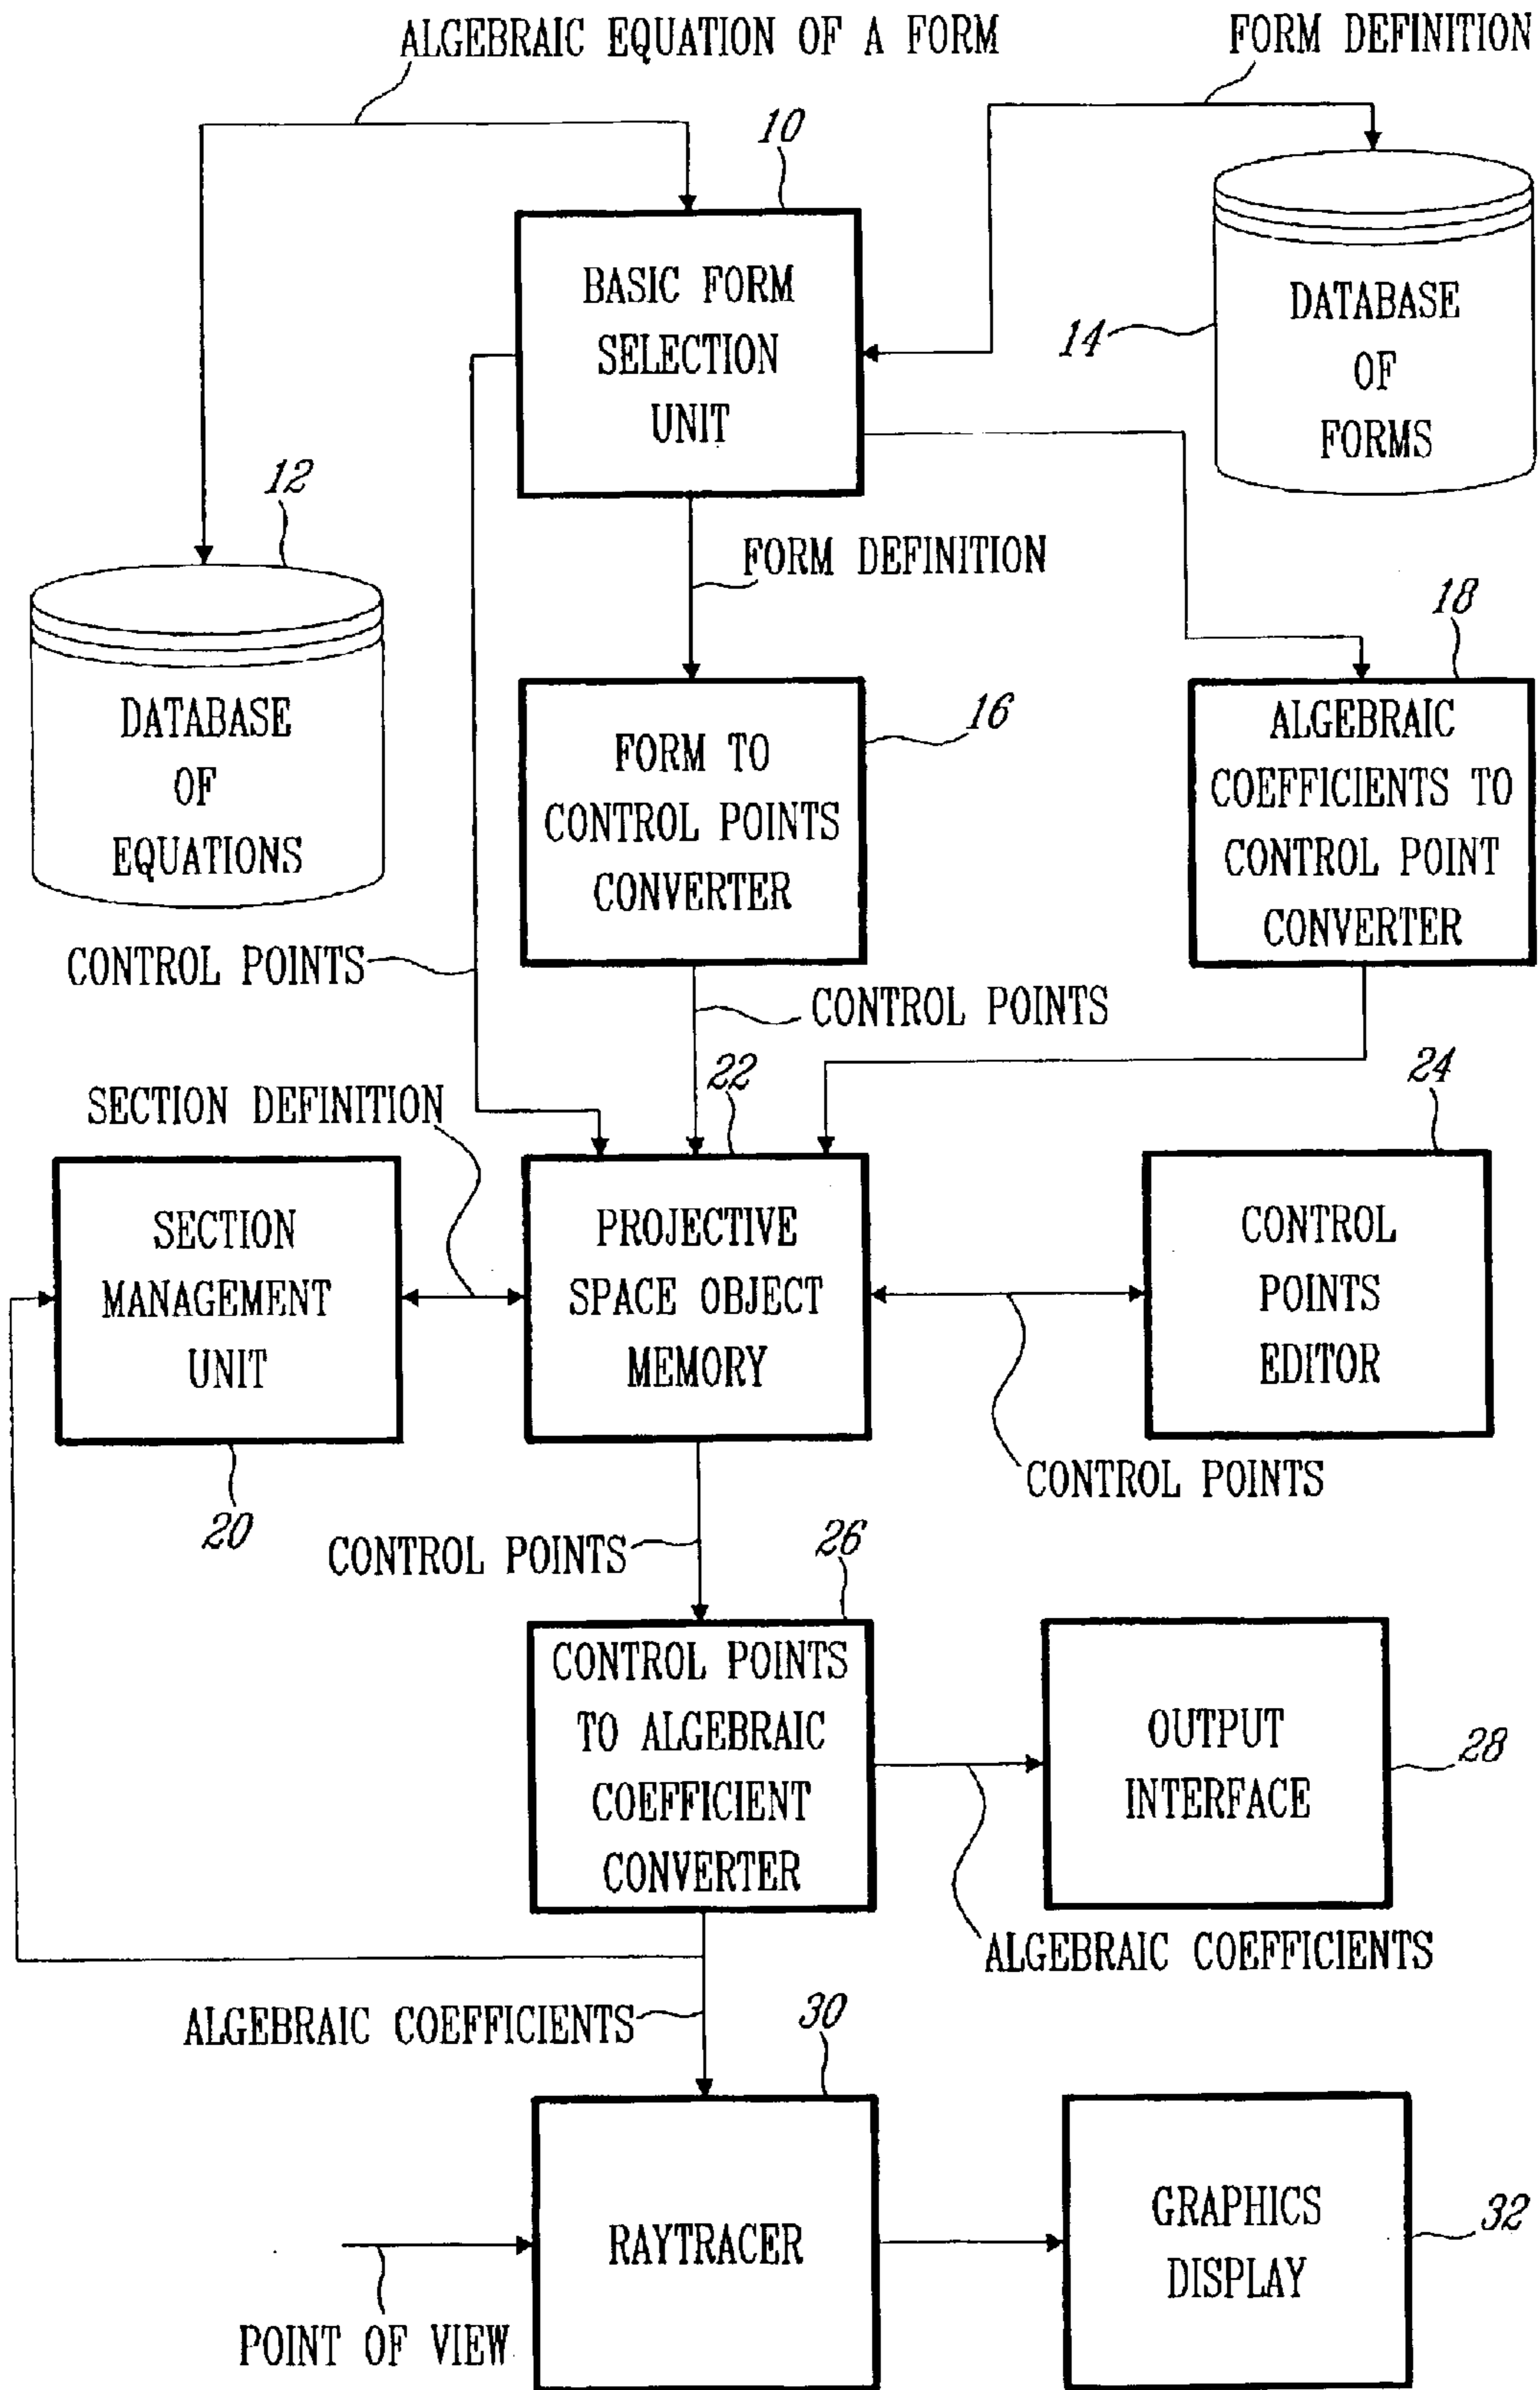 ALGEBRAIC EQUATION OF A FORM
FORM DEFINITION
10
BASIC FORM
SELECTION
UNIT
14
DATABASE
OF
FORMS
12
DATABASE
OF
EQUATIONS
FORM DEFINITION
16
FORM TO
CONTROL POINTS
CONVERTER
18
ALGEBRAIC
COEFFICIENTS TO
CONTROL POINT
CONVERTER
CONTROL POINTS
CONTROL POINTS
SECTION DEFINITION
22
24
SECTION
MANAGEMENT
UNIT
20
PROJECTIVE
SPACE OBJECT
MEMORY
CONTROL
POINTS
EDITOR
CONTROL POINTS
CONTROL POINTS
26
CONTROL POINTS
TO ALGEBRAIC
COEFFICIENT
CONVERTER
OUTPUT
INTERFACE
28
ALGEBRAIC COEFFICIENTS
ALGEBRAIC COEFFICIENTS
30
RAYTRACER
GRAPHICS
DISPLAY
32
POINT OF VIEW